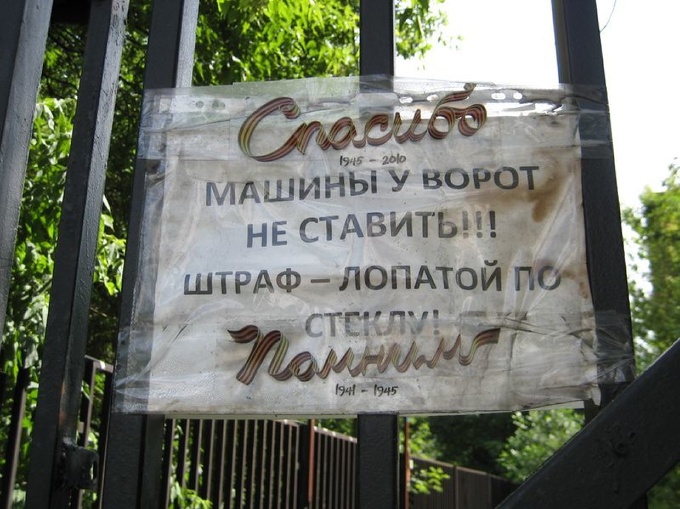 Спасибо
1945 - 2010
МАШИНЫ У ВОРОТ
НЕ СТАВИТЬ!!!
ШТРАФ – ЛОПАТОЙ ПО
СТЕКЛУ!
Помним
1941 - 1945